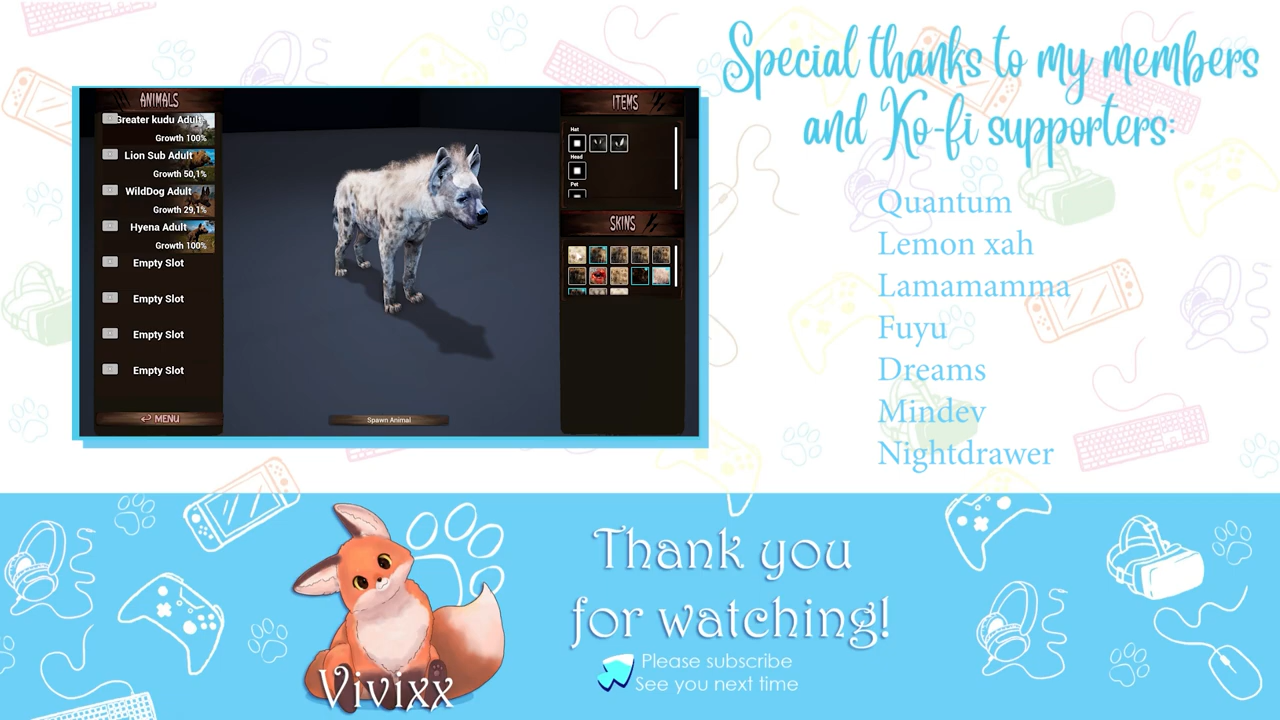 ANIMALS
Greater kudu Adult
Growth 100%
Lion Sub Adult
Growth 50,1%
WildDog Adult
Growth 29,1%
Hyena Adult
Growth 100%
Empty Slot
Empty Slot
Empty Slot
Empty Slot
MENU
Spawn Animal
ITEMS
Hat
Head
Pet
SKINS
Special thanks to my members
and Ko-fi supporters:
Quantum
Lemon xah
Lamamamma
Fuyu
Dreams
Mindev
Nightdrawer
Vivixx
Thank you
for watching!
Please subscribe
See you next time